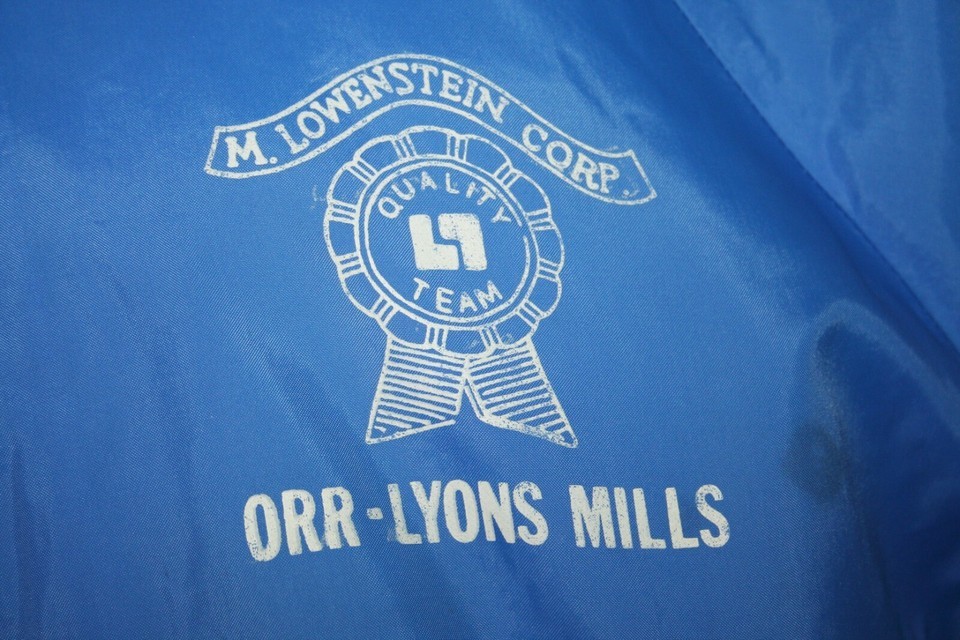 M. LOWENSTEIN CORP.
QUALITY
TEAM
ORR-LYONS MILLS